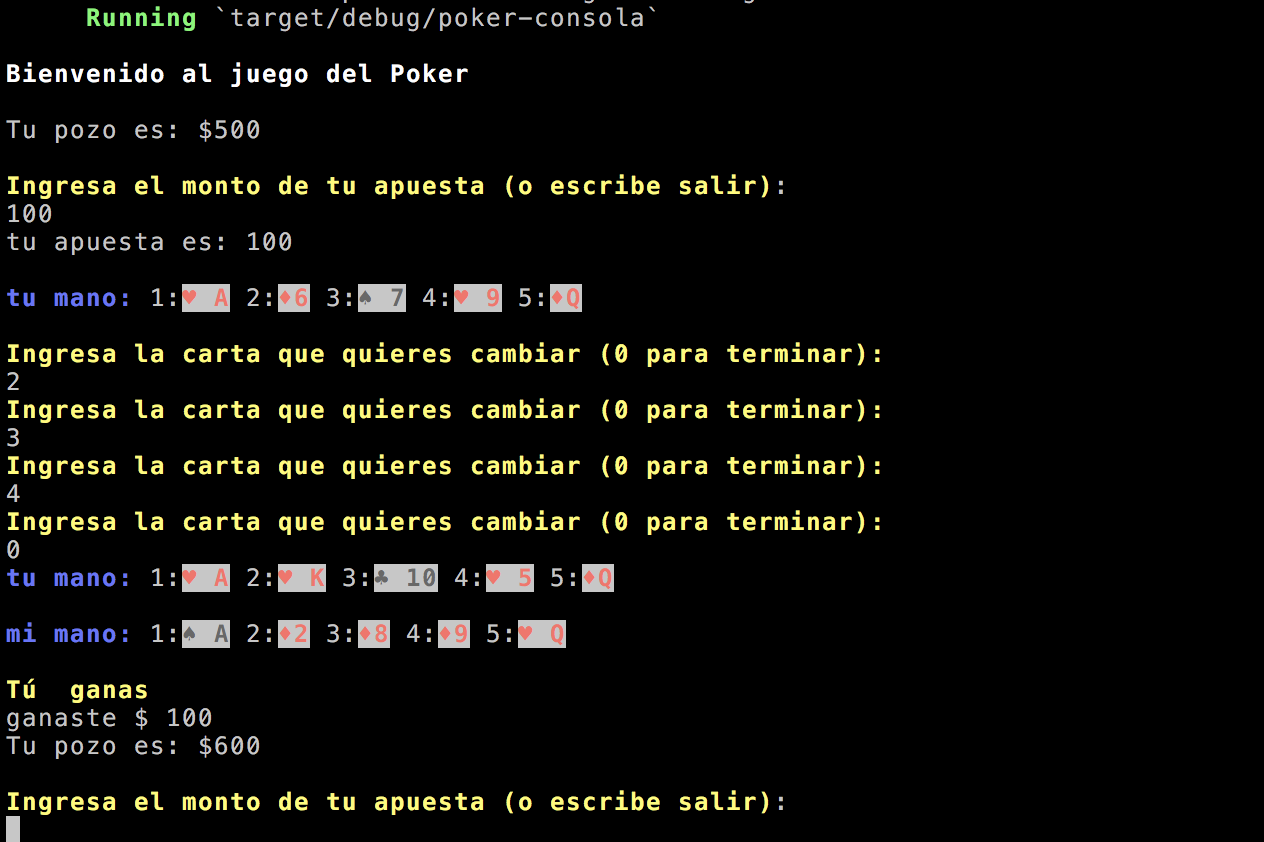 Running `target/debug/poker-consola`
Bienvenido al juego del Poker
Tu pozo es: $500
Ingresa el monto de tu apuesta (o escribe salir):
100
tu apuesta es: 100
tu mano: 1:♥ A 2:♦6 3:♠ 7 4:♥ 9 5:♦Q
Ingresa la carta que quieres cambiar (0 para terminar):
2
Ingresa la carta que quieres cambiar (0 para terminar):
3
Ingresa la carta que quieres cambiar (0 para terminar):
4
Ingresa la carta que quieres cambiar (0 para terminar):
0
tu mano: 1:♥ A 2:♥ K 3:♣ 10 4:♥ 5 5:♦Q
mi mano: 1:♠ A 2:♦2 3:♦8 4:♦9 5:♥ Q
Tú  ganas
ganaste $ 100
Tu pozo es: $600
Ingresa el monto de tu apuesta (o escribe salir):